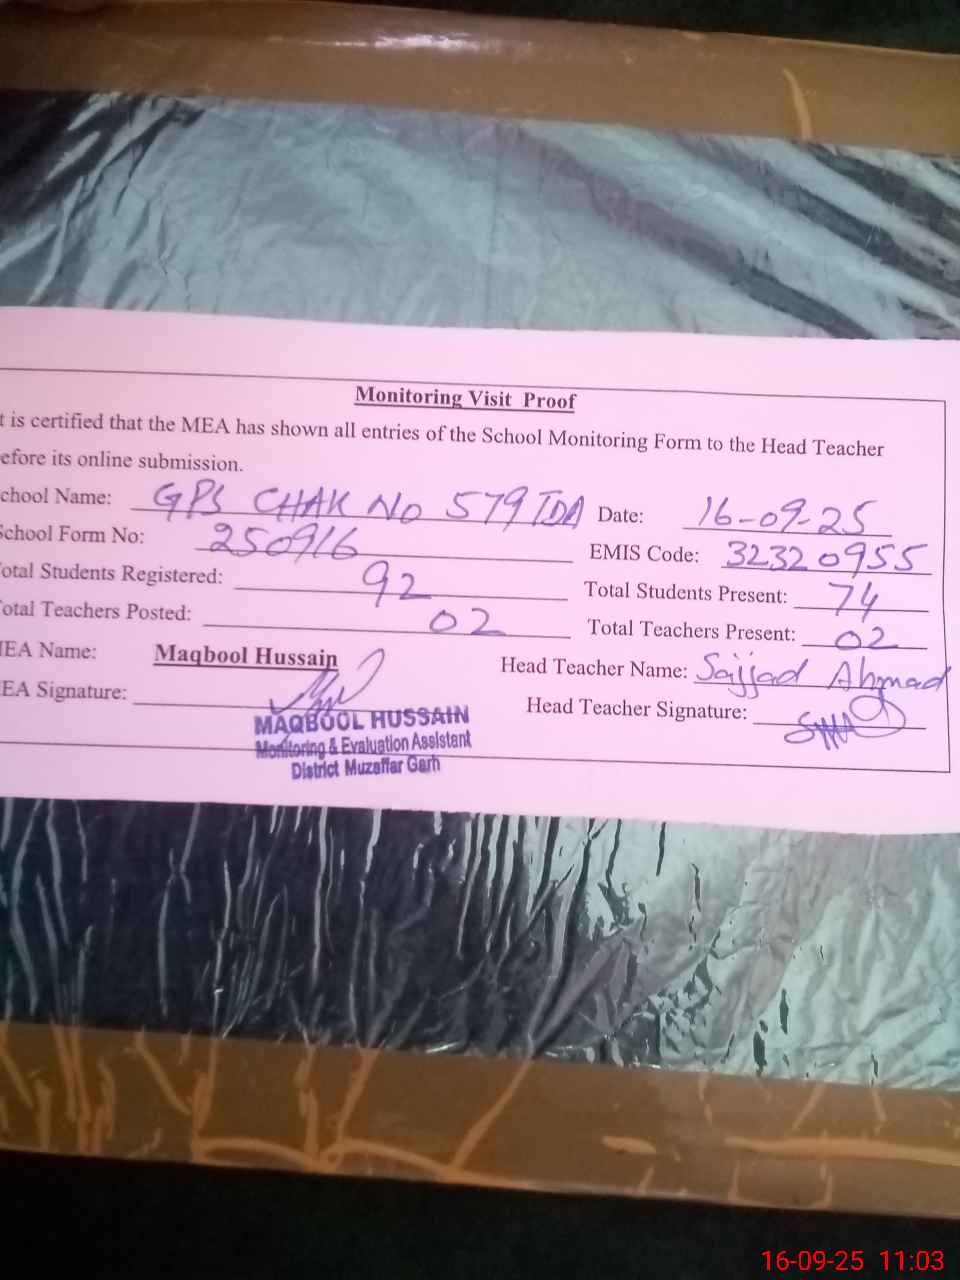 Monitoring Visit Proof
t is certified that the MEA has shown all entries of the School Monitoring Form to the Head Teacher
efore its online submission.
chool Name: GPS CHAK No 579 TDA Date: 16-09-25
School Form No: 250916 EMIS Code: 32320955
otal Students Registered: 92 Total Students Present: 74
otal Teachers Posted: 02 Total Teachers Present: 02
MEA Name: Maqbool Hussain Head Teacher Name: Sajjad Ahmad
EA Signature: Head Teacher Signature:
MAQBOOL HUSSAIN
Monitoring & Evaluation Assistant
District Muzaffar Garh
16-09-25 11:03